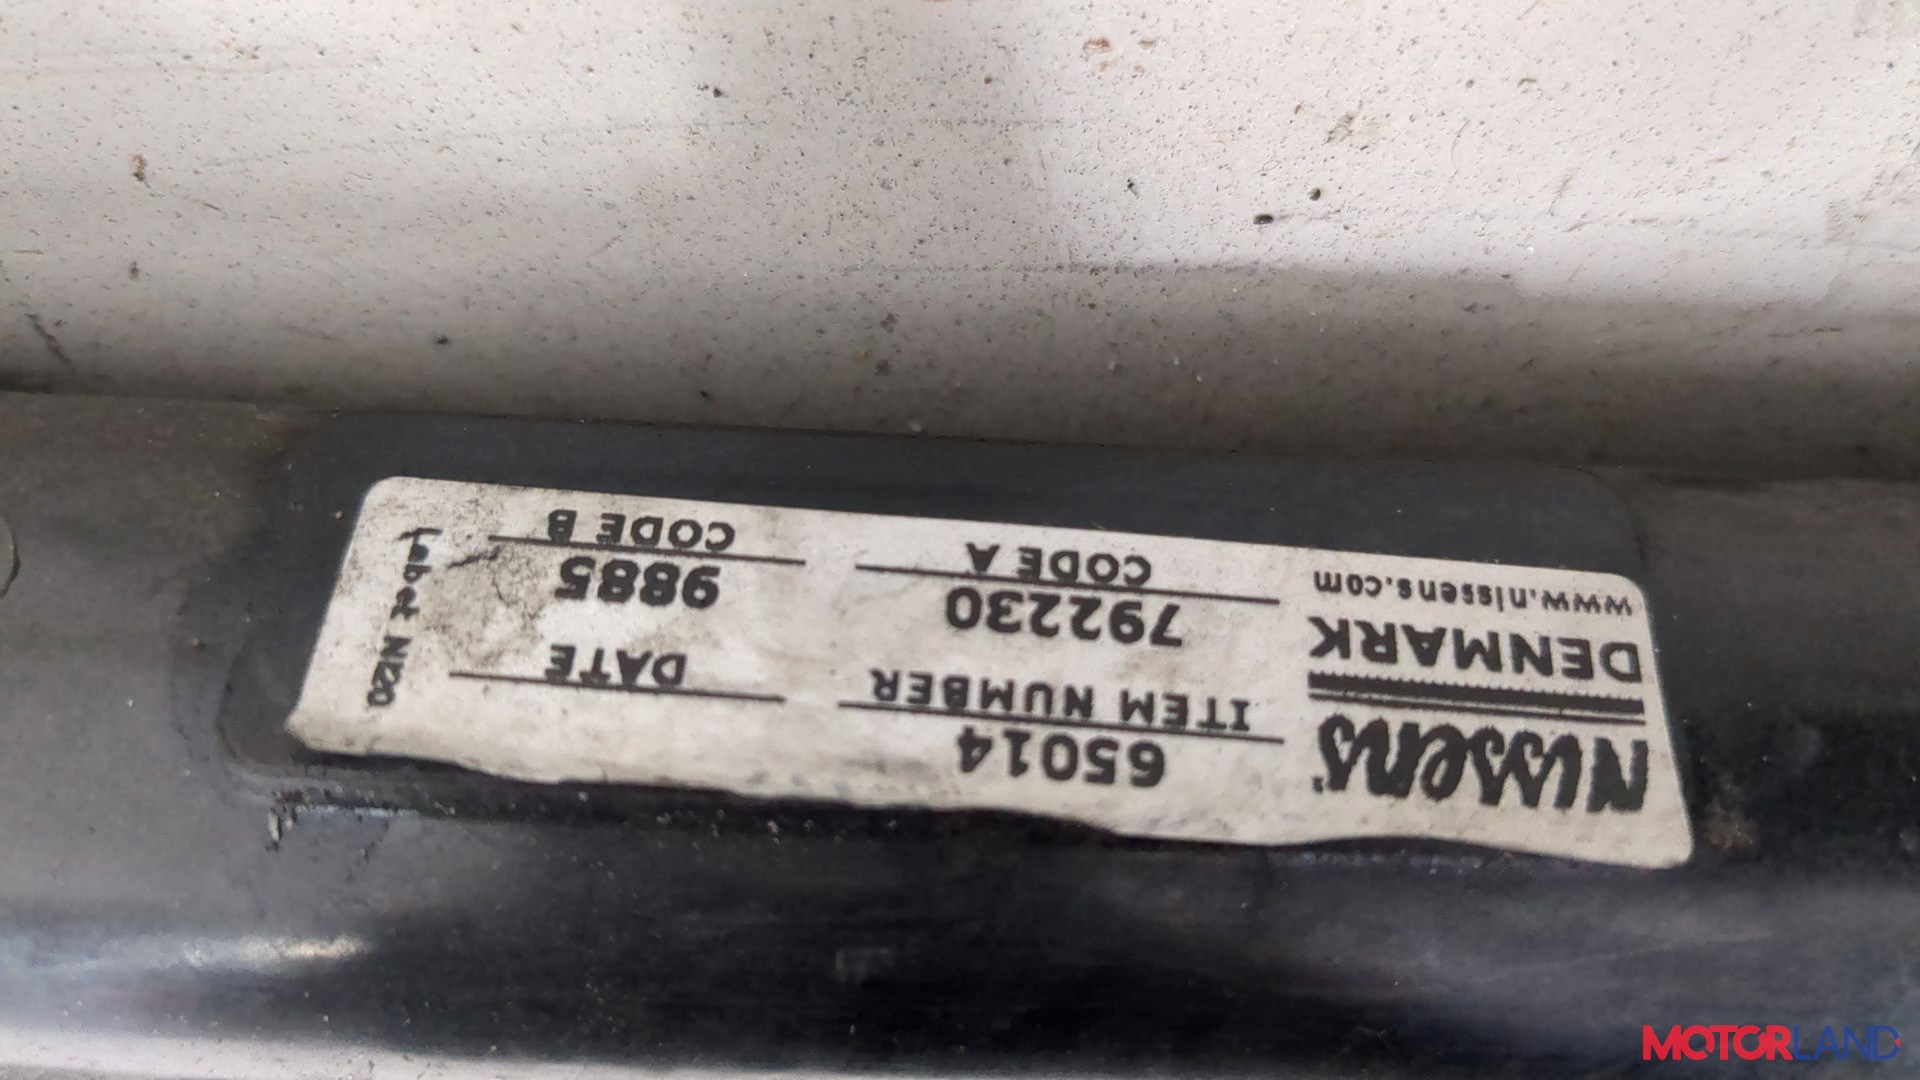 Nissens
DENMARK
www.nissens.com
65014
ITEM NUMBER
792230
CODE A
DATE
9885
CODE B
Label N120
MOTORLAND